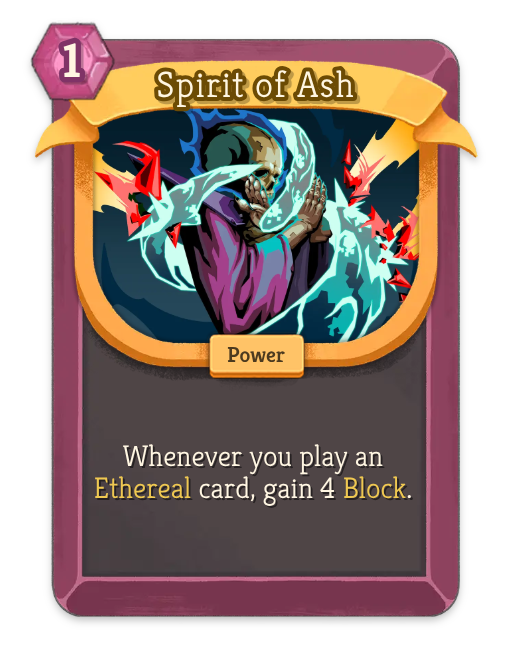 1
Spirit of Ash
Power
Whenever you play an
Ethereal card, gain 4 Block.